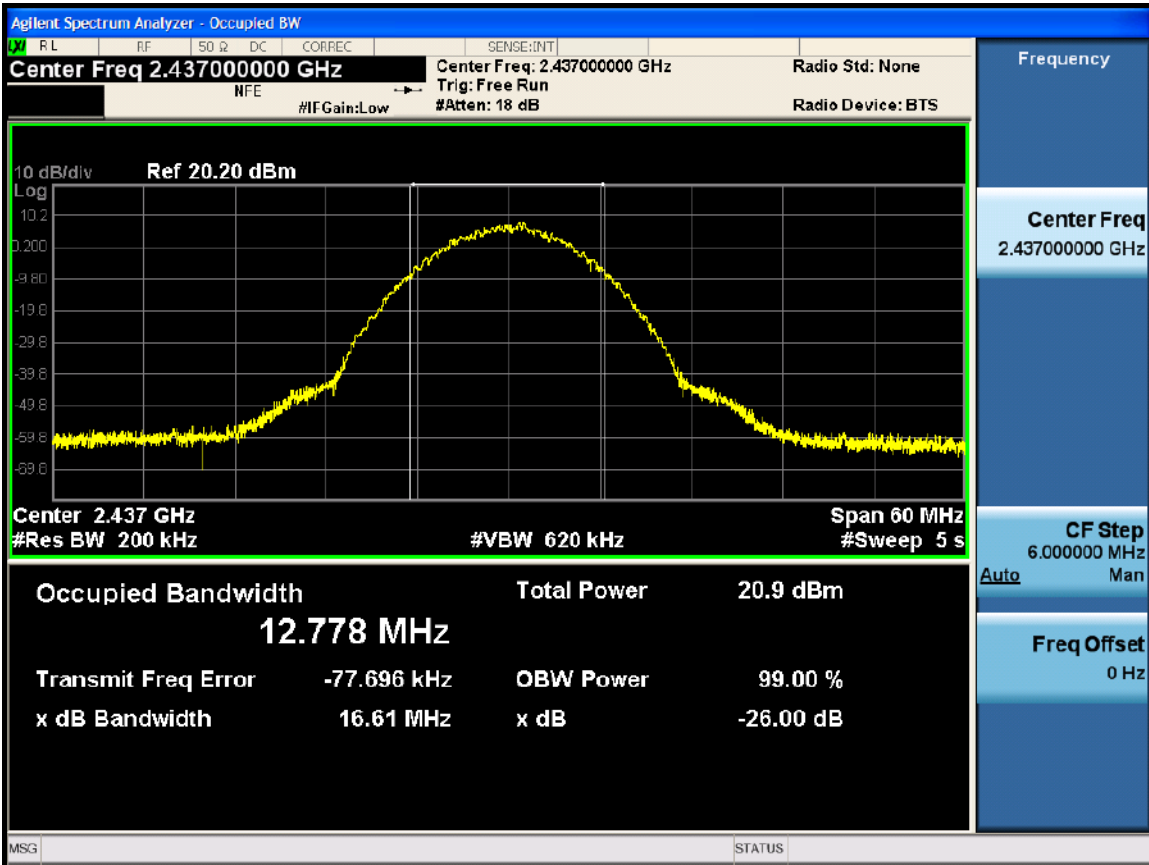 Agilent Spectrum Analyzer - Occupied BW
LXI RL RF 50 Ω DC CORREC SENSE:INT
Center Freq 2.437000000 GHz
NFE
#IFGain:Low
Center Freq: 2.437000000 GHz
Trig: Free Run
#Atten: 18 dB
Radio Std: None
Radio Device: BTS
10 dB/div Ref 20.20 dBm
Log
10.2
0.200
-9.80
-19.8
-29.8
-39.8
-49.8
-59.8
-69.8
Center 2.437 GHz Span 60 MHz
#Res BW 200 kHz #VBW 620 kHz #Sweep 5 s
Occupied Bandwidth Total Power 20.9 dBm
12.778 MHz
Transmit Freq Error -77.696 kHz OBW Power 99.00 %
x dB Bandwidth 16.61 MHz x dB -26.00 dB
Frequency
Center Freq
2.437000000 GHz
CF Step
6.000000 MHz
Auto Man
Freq Offset
0 Hz
MSG STATUS